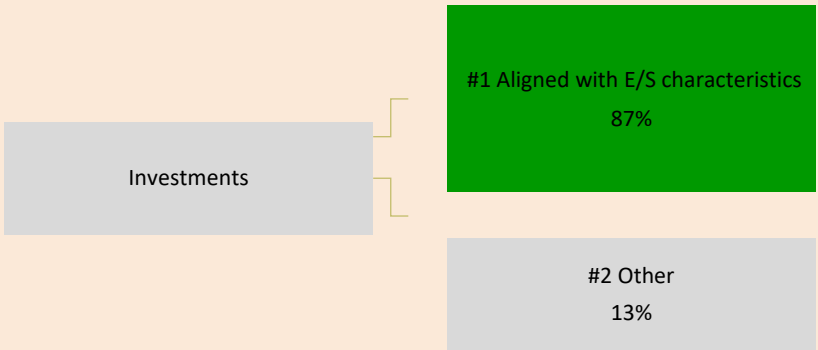 Investments
#1 Aligned with E/S characteristics
87%
#2 Other
13%